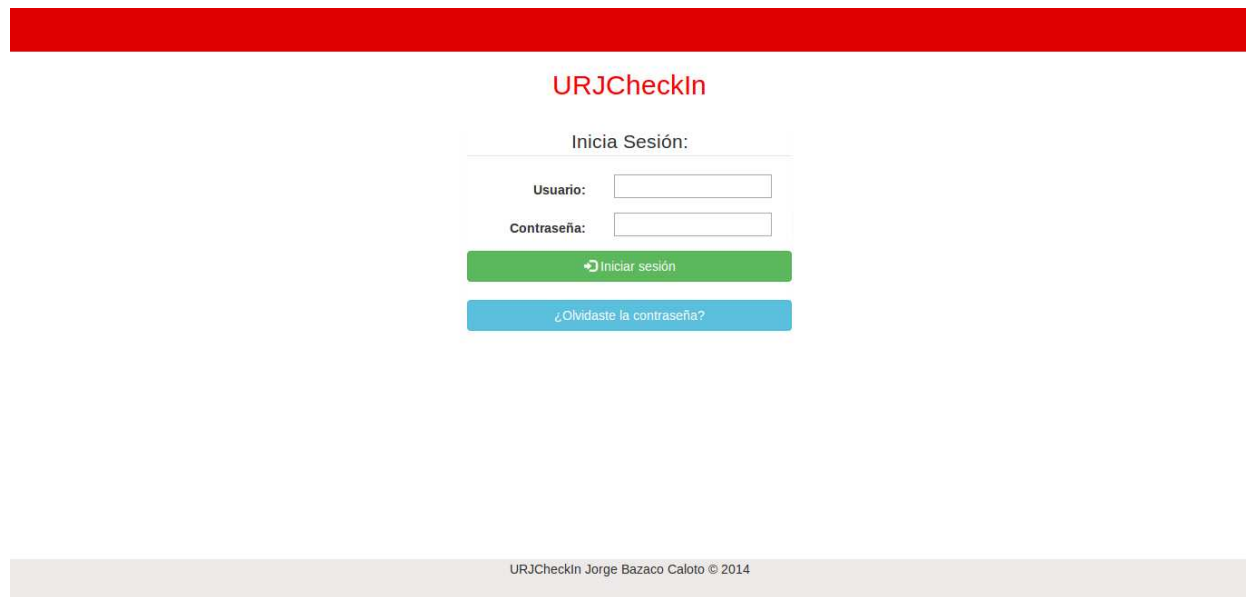 URJCheckIn
Inicia Sesión:
Usuario:
Contraseña:
Iniciar sesión
¿Olvidaste la contraseña?
URJCheckIn Jorge Bazaco Caloto © 2014